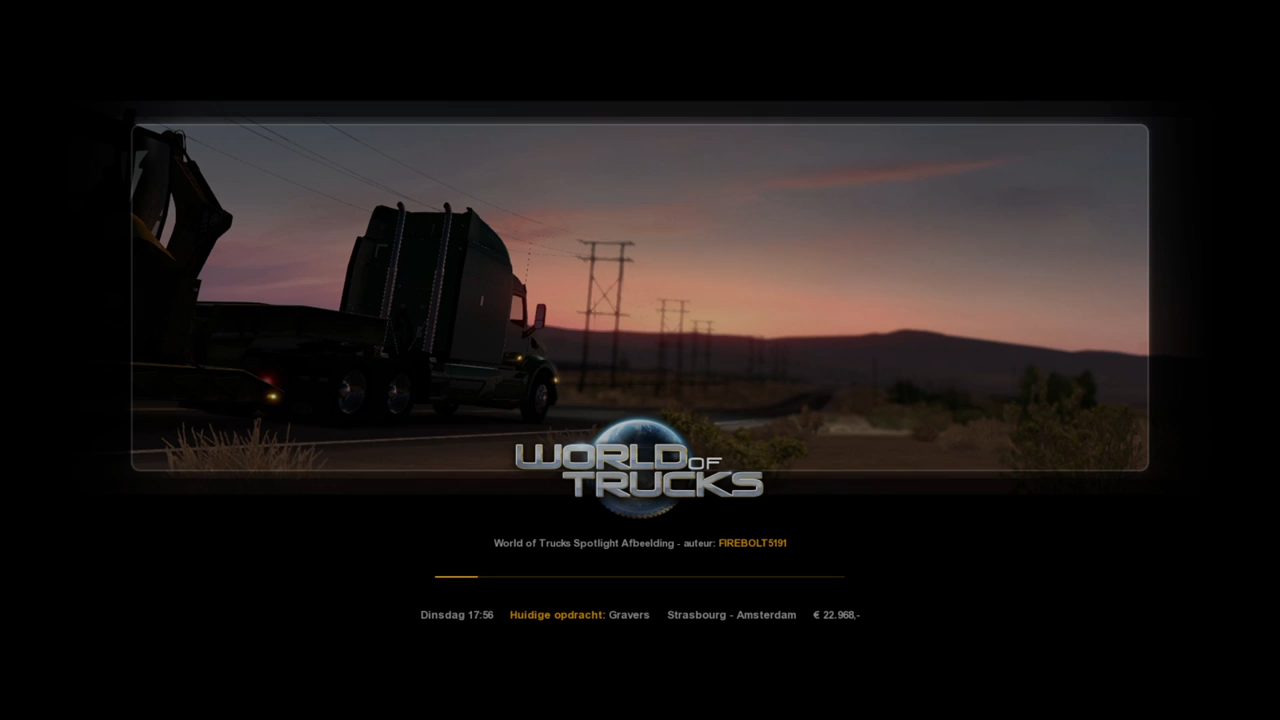 WORLD OF
TRUCKS
World of Trucks Spotlight Afbeelding - auteur: FIREBOLT5191
Dinsdag 17:56 Huidige opdracht: Gravers Strasbourg - Amsterdam € 22.968,-